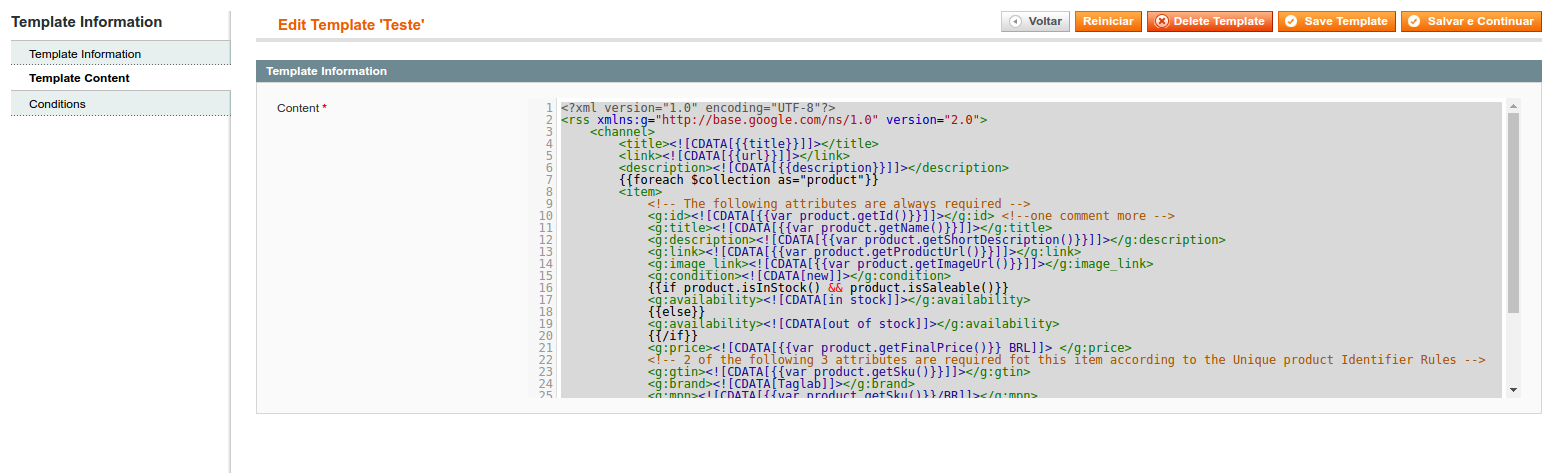 Template Information
Template Information
Template Content
Conditions
Edit Template 'Teste'
Voltar
Reiniciar
Delete Template
Save Template
Salvar e Continuar
Template Information
Content *
1 <?xml version="1.0" encoding="UTF-8"?>
2 <rss xmlns:g="http://base.google.com/ns/1.0" version="2.0">
3     <channel>
4         <title><![CDATA[{{title}}]]></title>
5         <link><![CDATA[{{url}}]]></link>
6         <description><![CDATA[{{description}}]]></description>
7         {{foreach $collection as="product"}}
8         <item>
9             <!-- The following attributes are always required -->
10             <g:id><![CDATA[{{var product.getId()}}]]></g:id> <!--one comment more -->
11             <g:title><![CDATA[{{var product.getName()}}]]></g:title>
12             <g:description><![CDATA[{{var product.getShortDescription()}}]]></g:description>
13             <g:link><![CDATA[{{var product.getProductUrl()}}]]></g:link>
14             <g:image_link><![CDATA[{{var product.getImageUrl()}}]]></g:image_link>
15             <g:condition><![CDATA[new]]></g:condition>
16             {{if product.isInStock() && product.isSaleable()}}
17             <g:availability><![CDATA[in stock]]></g:availability>
18             {{else}}
19             <g:availability><![CDATA[out of stock]]></g:availability>
20             {{/if}}
21             <g:price><![CDATA[{{var product.getFinalPrice()}} BRL]]> </g:price>
22             <!-- 2 of the following 3 attributes are required fot this item according to the Unique product Identifier Rules -->
23             <g:gtin><![CDATA[{{var product.getSku()}}]]></g:gtin>
24             <g:brand><![CDATA[Taglab]]></g:brand>
25             <g:mpn><![CDATA[{{var product.getSku()}}/BR]]></g:mpn>